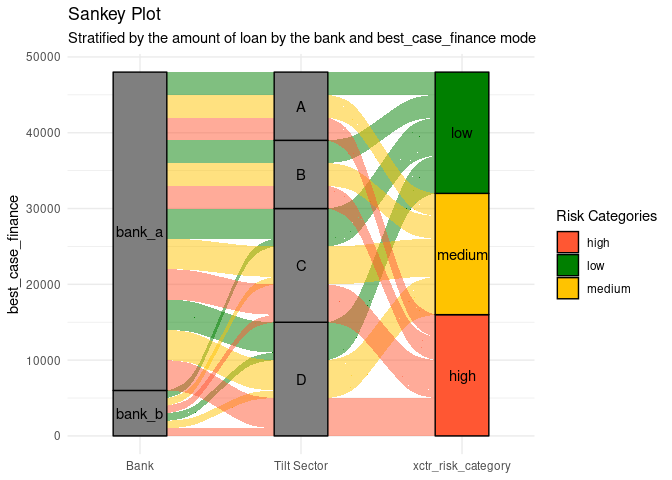 Sankey Plot
Stratified by the amount of loan by the bank and best_case_finance mode
best_case_finance
50000
40000
30000
20000
10000
0
bank_a
bank_b
A
B
C
D
low
medium
high
Bank
Tilt Sector
xctr_risk_category
Risk Categories
high
low
medium